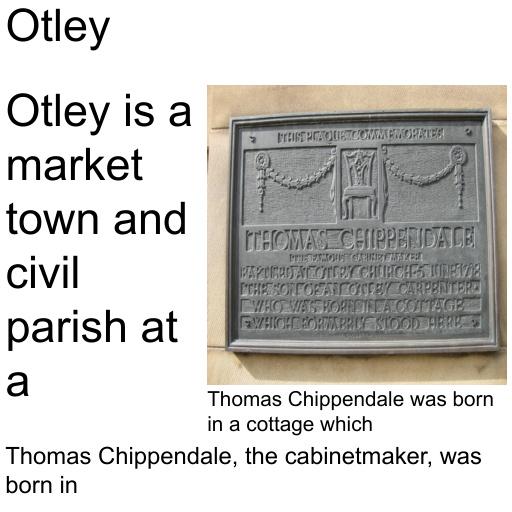 Otley
Otley is a
market
town and
civil
parish at
a
THIS PLAQUE COMMEMORATES
THOMAS CHIPPENDALE
THE FAMOUS CABINET MAKER
BAPTISED AT OTLEY CHURCH 5 JUNE 1718
THE SON OF AN OTLEY CARPENTER
WHO WAS BORN IN A COTTAGE
WHICH FORMERLY STOOD HERE
Thomas Chippendale was born
in a cottage which
Thomas Chippendale, the cabinetmaker, was
born in